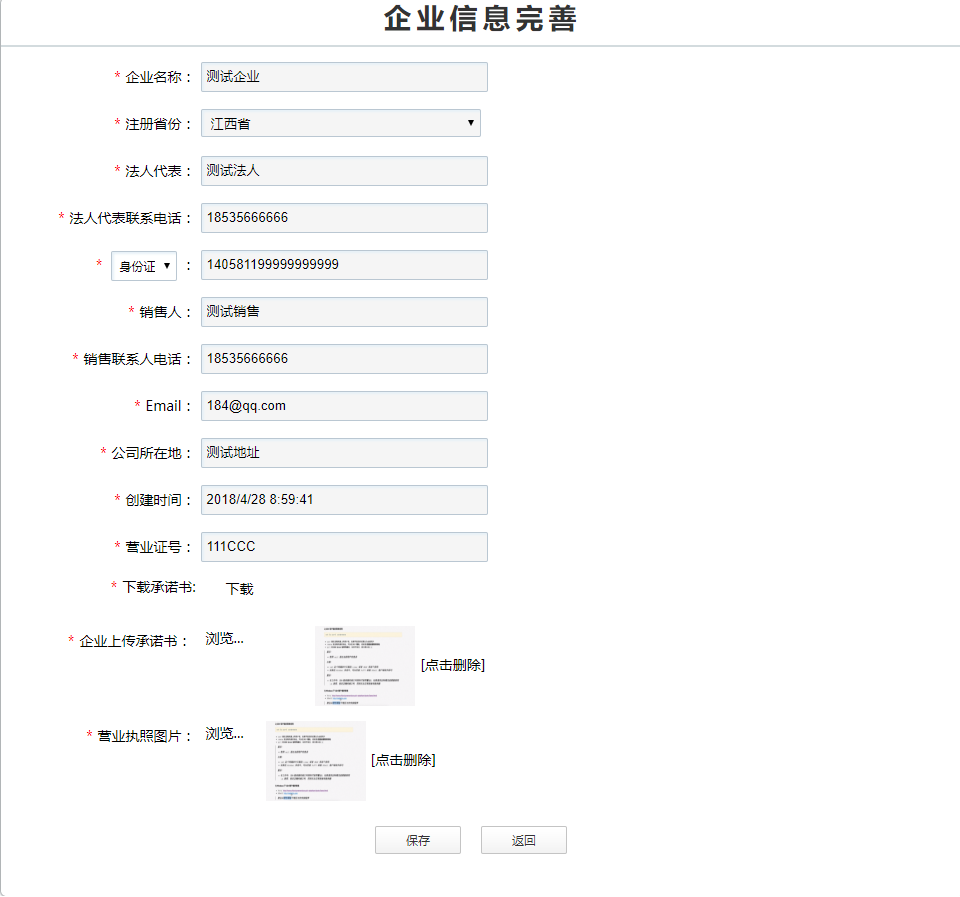 企业信息完善
* 企业名称： 测试企业
* 注册省份： 江西省
* 法人代表： 测试法人
* 法人代表联系电话： 18535666666
* 身份证 ： 140581199999999999
* 销售人： 测试销售
* 销售联系人电话： 18535666666
* Email： 184@qq.com
* 公司所在地： 测试地址
* 创建时间： 2018/4/28 8:59:41
* 营业证号： 111CCC
* 下载承诺书: 下载
* 企业上传承诺书： 浏览... [点击删除]
* 营业执照图片： 浏览... [点击删除]
保存 返回